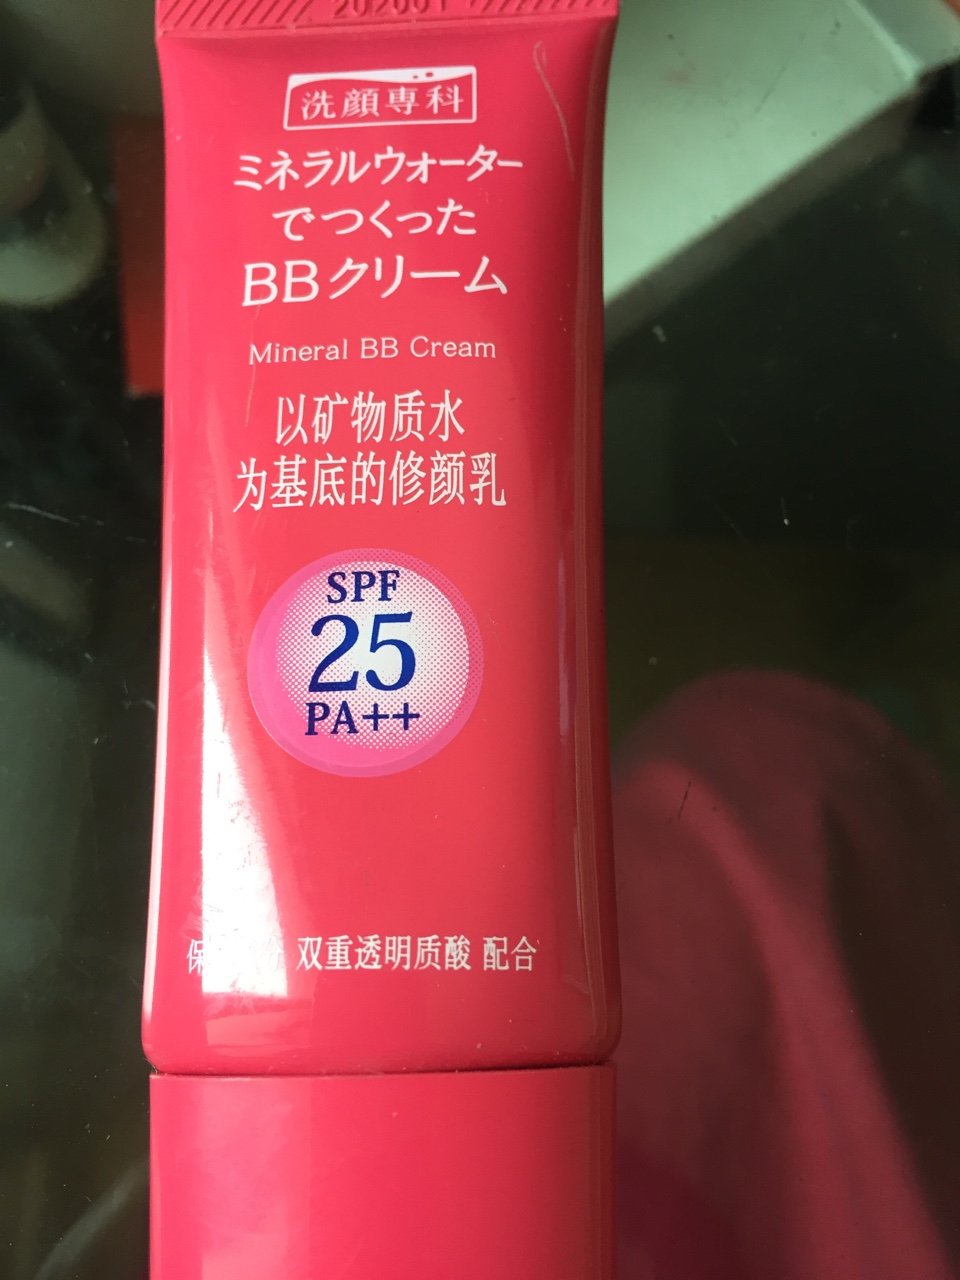 洗顔専科
ミネラルウォーター
でつくった
BBクリーム
Mineral BB Cream
以矿物质水
为基底的修颜乳
SPF
25
PA++
双重透明质酸 配合